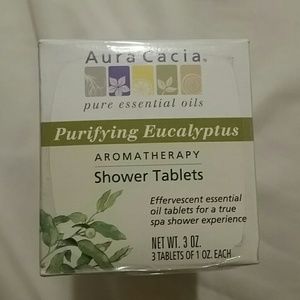 Aura Cacia®
pure essential oils
Purifying Eucalyptus
AROMATHERAPY
Shower Tablets
Effervescent essential
oil tablets for a true
spa shower experience
NET WT. 3 OZ.
3 TABLETS OF 1 OZ. EACH